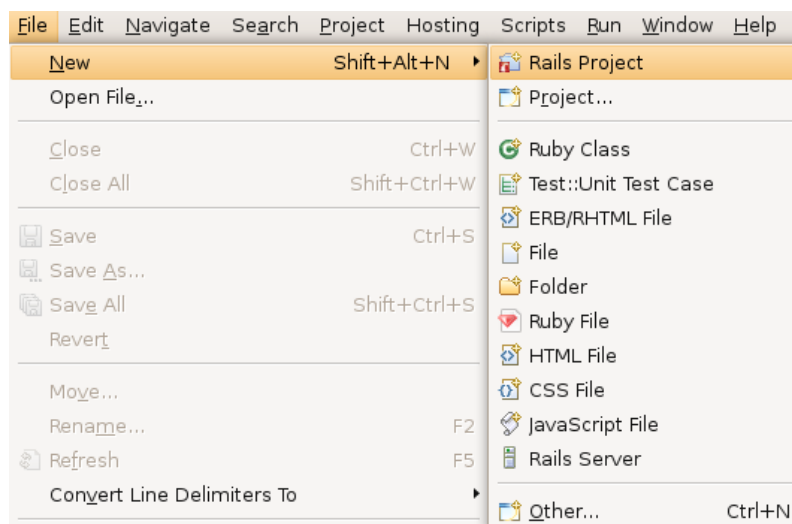 File Edit Navigate Search Project Hosting Scripts Run Window Help
New Shift+Alt+N
Open File...
Close Ctrl+W
Close All Shift+Ctrl+W
Save Ctrl+S
Save As...
Save All Shift+Ctrl+S
Revert
Move...
Rename... F2
Refresh F5
Convert Line Delimiters To
Rails Project
Project...
Ruby Class
Test::Unit Test Case
ERB/RHTML File
File
Folder
Ruby File
HTML File
CSS File
JavaScript File
Rails Server
Other... Ctrl+N